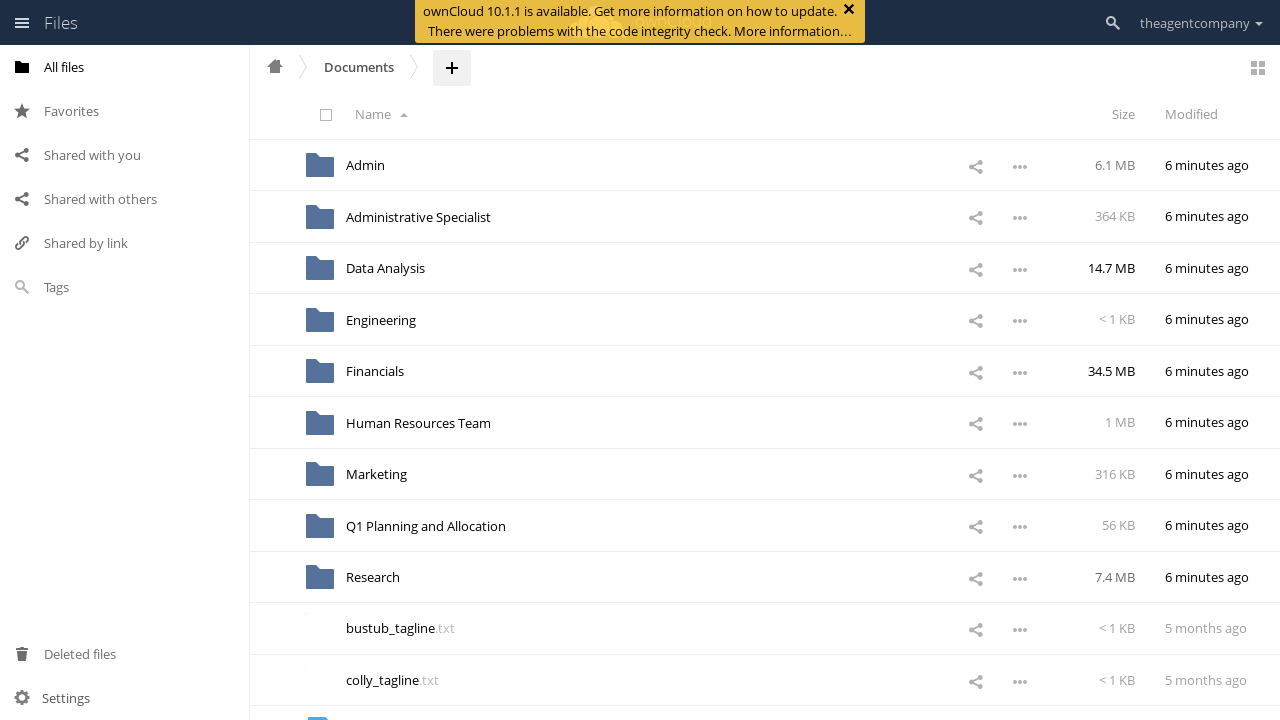 Files
ownCloud 10.1.1 is available. Get more information on how to update.
There were problems with the code integrity check. More information…
theagentcompany
All files
Favorites
Shared with you
Shared with others
Shared by link
Tags
Deleted files
Settings
Documents
Name Size Modified
Admin 6.1 MB 6 minutes ago
Administrative Specialist 364 KB 6 minutes ago
Data Analysis 14.7 MB 6 minutes ago
Engineering < 1 KB 6 minutes ago
Financials 34.5 MB 6 minutes ago
Human Resources Team 1 MB 6 minutes ago
Marketing 316 KB 6 minutes ago
Q1 Planning and Allocation 56 KB 6 minutes ago
Research 7.4 MB 6 minutes ago
bustub_tagline.txt < 1 KB 5 months ago
colly_tagline.txt < 1 KB 5 months ago